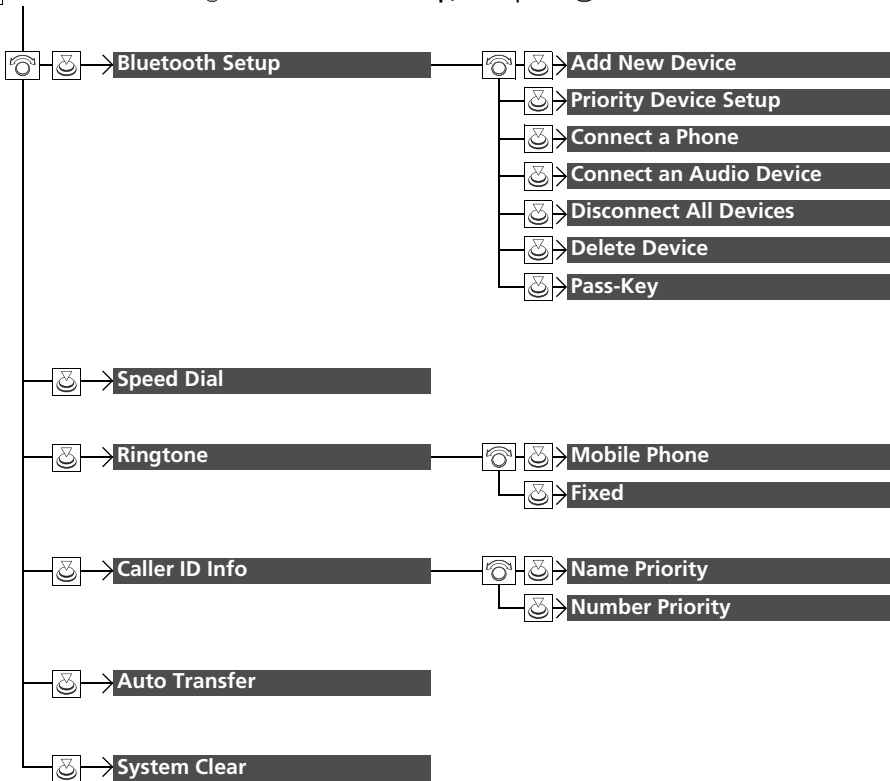 Bluetooth Setup
Add New Device
Priority Device Setup
Connect a Phone
Connect an Audio Device
Disconnect All Devices
Delete Device
Pass-Key
Speed Dial
Ringtone
Mobile Phone
Fixed
Caller ID Info
Name Priority
Number Priority
Auto Transfer
System Clear